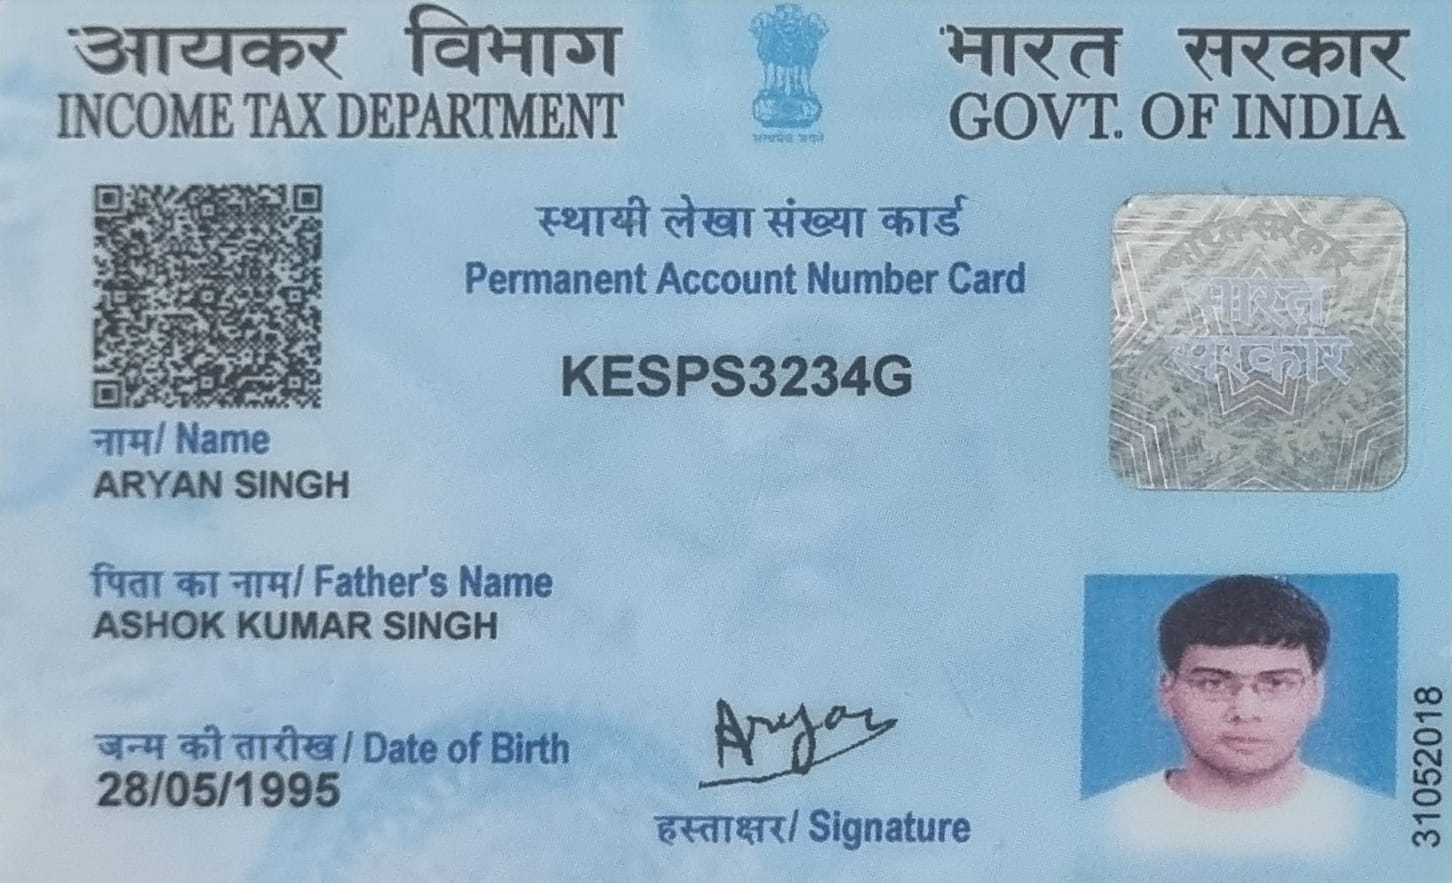 आयकर विभाग
INCOME TAX DEPARTMENT
सत्यमेव जयते
भारत सरकार
GOVT. OF INDIA
स्थायी लेखा संख्या कार्ड
Permanent Account Number Card
KESPS3234G
भारत सरकार
भारत
सरकार
नाम/ Name
ARYAN SINGH
पिता का नाम/ Father's Name
ASHOK KUMAR SINGH
जन्म की तारीख / Date of Birth
28/05/1995
Aryan
हस्ताक्षर/ Signature
31052018